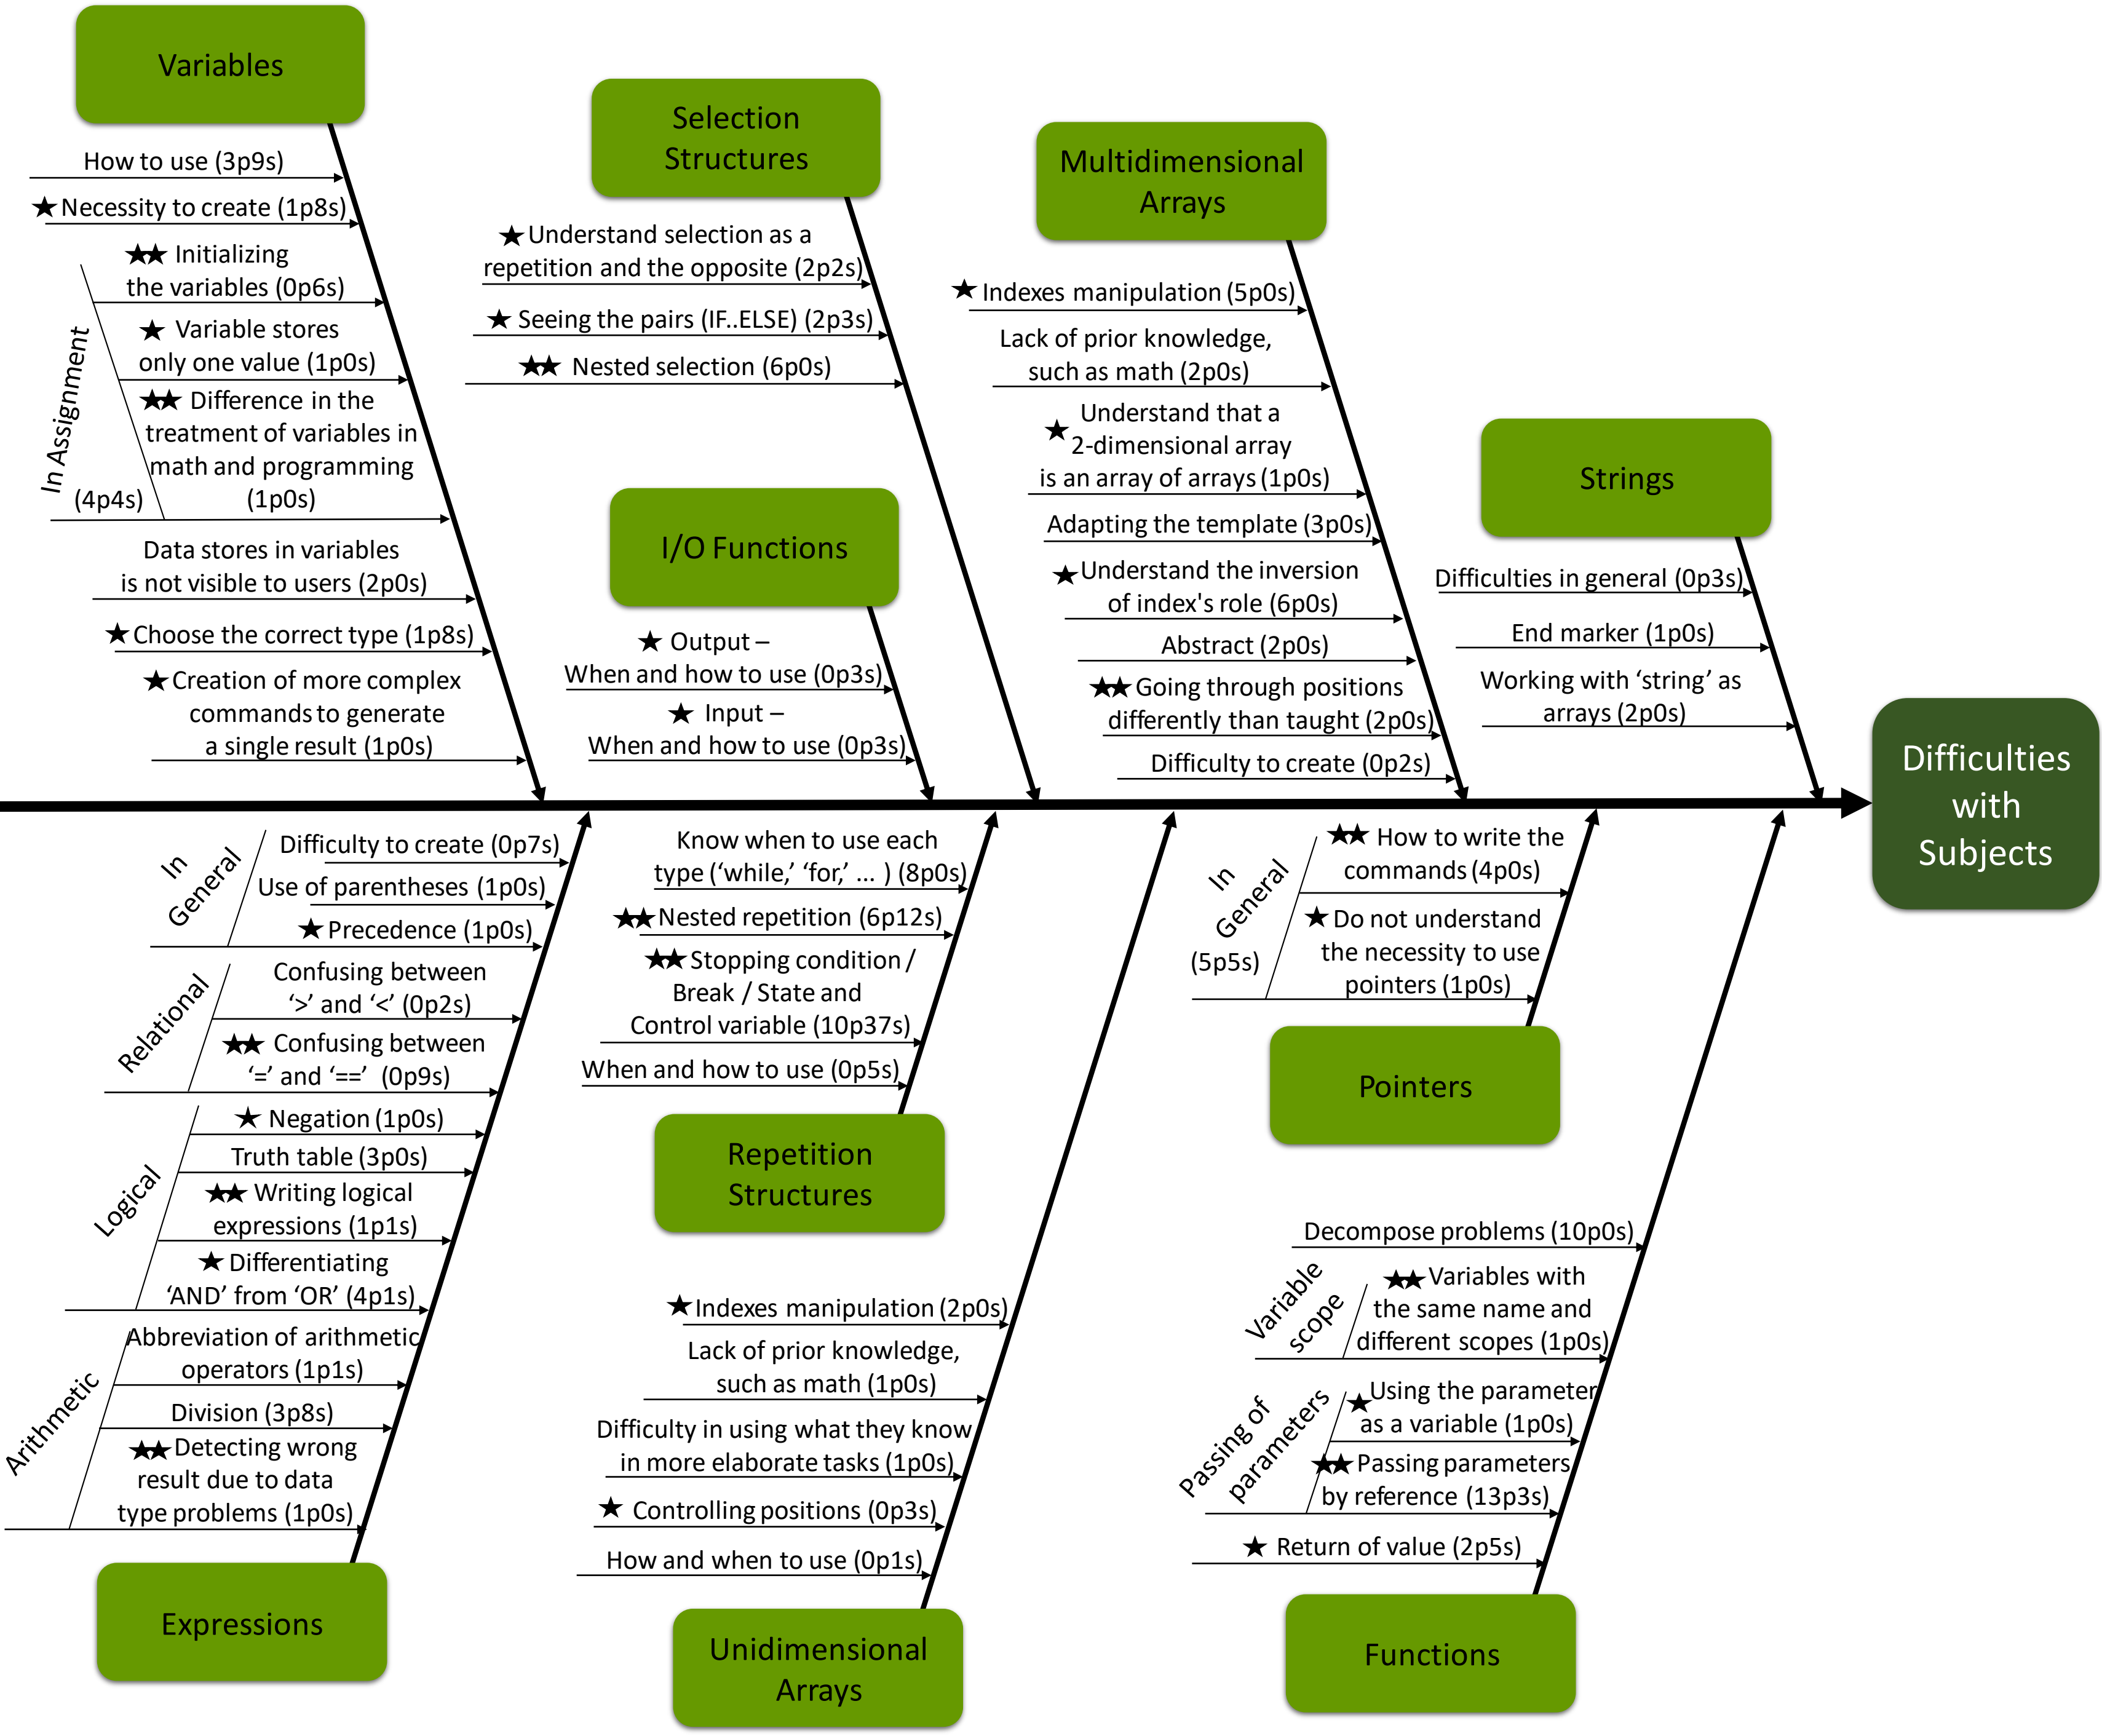 Variables
How to use (3p9s)
★ Necessity to create (1p8s)
★★ Initializing
the variables (0p6s)
★ Variable stores
only one value (1p0s)
★★ Difference in the
treatment of variables in
math and programming
(1p0s)
In Assignment
(4p4s)
Data stores in variables
is not visible to users (2p0s)
★ Choose the correct type (1p8s)
★ Creation of more complex
commands to generate
a single result (1p0s)
Selection
Structures
★ Understand selection as a
repetition and the opposite (2p2s)
★ Seeing the pairs (IF..ELSE) (2p3s)
★★ Nested selection (6p0s)
I/O Functions
★ Output –
When and how to use (0p3s)
★ Input –
When and how to use (0p3s)
Multidimensional
Arrays
★ Indexes manipulation (5p0s)
Lack of prior knowledge,
such as math (2p0s)
Understand that a
★ 2-dimensional array
is an array of arrays (1p0s)
Adapting the template (3p0s)
★ Understand the inversion
of index's role (6p0s)
Abstract (2p0s)
★★ Going through positions
differently than taught (2p0s)
Difficulty to create (0p2s)
Strings
Difficulties in general (0p3s)
End marker (1p0s)
Working with ‘string’ as
arrays (2p0s)
Difficulties
with
Subjects
In
General
Difficulty to create (0p7s)
Use of parentheses (1p0s)
★ Precedence (1p0s)
Relational
Confusing between
‘>’ and ‘<’ (0p2s)
★★ Confusing between
‘=’ and ‘==’ (0p9s)
Logical
★ Negation (1p0s)
Truth table (3p0s)
★★ Writing logical
expressions (1p1s)
★ Differentiating
‘AND’ from ‘OR’ (4p1s)
Arithmetic
Abbreviation of arithmetic
operators (1p1s)
Division (3p8s)
★★ Detecting wrong
result due to data
type problems (1p0s)
Expressions
Know when to use each
type (‘while,’ ‘for,’ ... ) (8p0s)
★★ Nested repetition (6p12s)
★★ Stopping condition /
Break / State and
Control variable (10p37s)
When and how to use (0p5s)
Repetition
Structures
★ Indexes manipulation (2p0s)
Lack of prior knowledge,
such as math (1p0s)
Difficulty in using what they know
in more elaborate tasks (1p0s)
★ Controlling positions (0p3s)
How and when to use (0p1s)
Unidimensional
Arrays
In
General
(5p5s)
★★ How to write the
commands (4p0s)
★ Do not understand
the necessity to use
pointers (1p0s)
Pointers
Decompose problems (10p0s)
Variable
scope
★★ Variables with
the same name and
different scopes (1p0s)
Passing of
parameters
★ Using the parameter
as a variable (1p0s)
★★ Passing parameters
by reference (13p3s)
★ Return of value (2p5s)
Functions